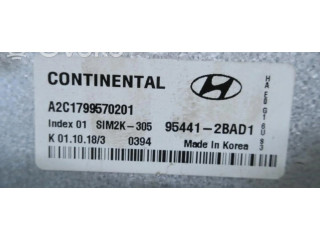 CONTINENTAL
A2C1799570201
Index 01 SIM2K-305 95441-2BAD1
K 01.10.18/3 0394 Made In Korea